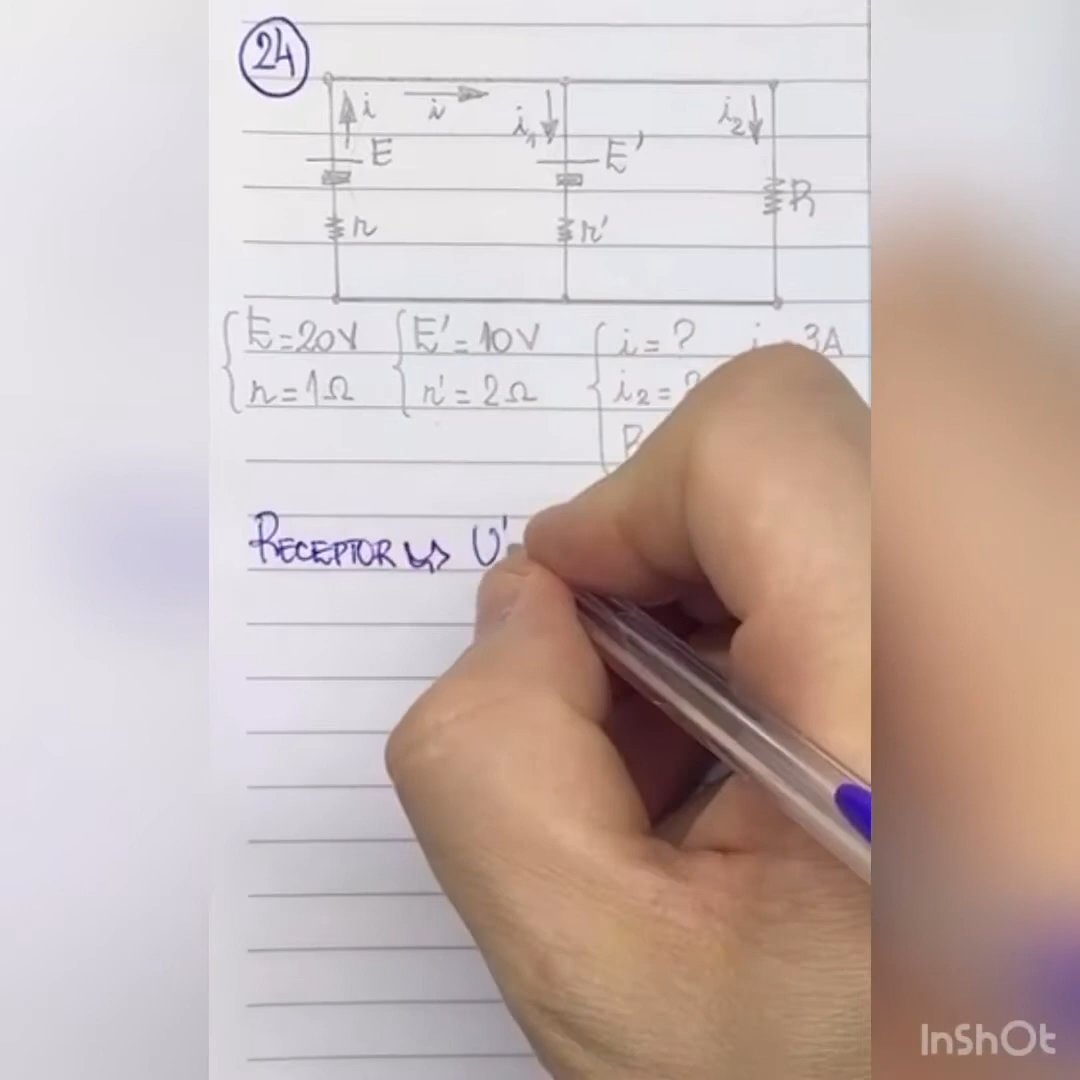 24
i i i₁ i₂
E E' R
r r'
E=20V E'=10V i=? 3A
r=1Ω r'=2Ω i₂=?
RECEPTOR ↳> U'=
InShOt